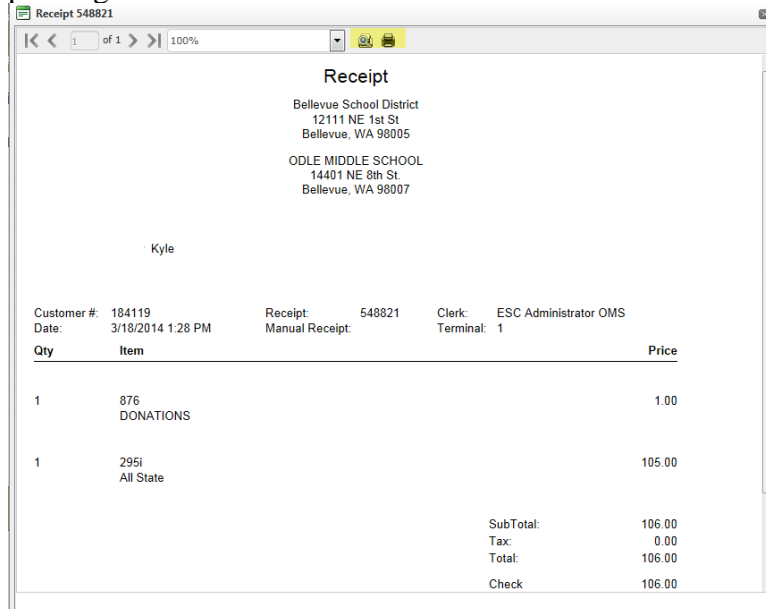 Receipt 548821
1 of 1 100%
Receipt
Bellevue School District
12111 NE 1st St
Bellevue, WA 98005
ODLE MIDDLE SCHOOL
14401 NE 8th St.
Bellevue, WA 98007
Kyle
Customer #: 184119 Receipt: 548821 Clerk: ESC Administrator OMS
Date: 3/18/2014 1:28 PM Manual Receipt: Terminal: 1
Qty Item Price
1 876 1.00
DONATIONS
1 295i 105.00
All State
SubTotal: 106.00
Tax: 0.00
Total: 106.00
Check 106.00